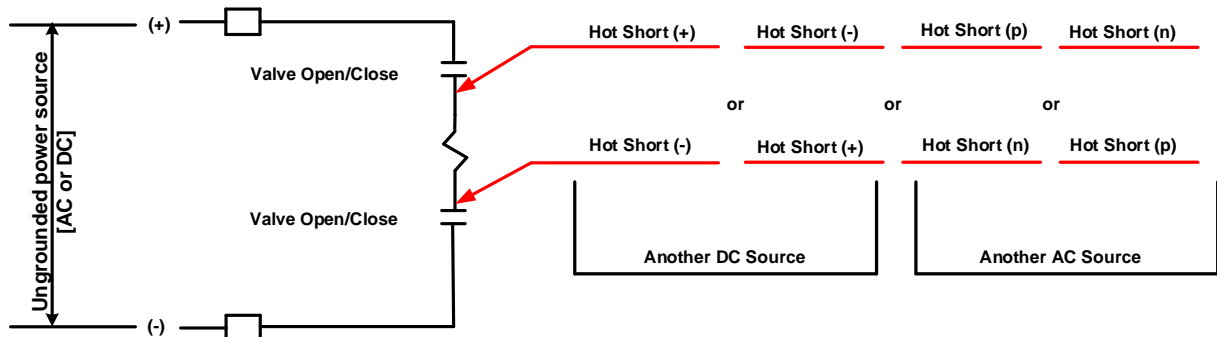 (+)
Hot Short (+)
Hot Short (-)
Hot Short (p)
Hot Short (n)
Valve Open/Close
Ungrounded power source
[AC or DC]
or
or
or
Hot Short (-)
Hot Short (+)
Hot Short (n)
Hot Short (p)
Valve Open/Close
Another DC Source
Another AC Source
(-)